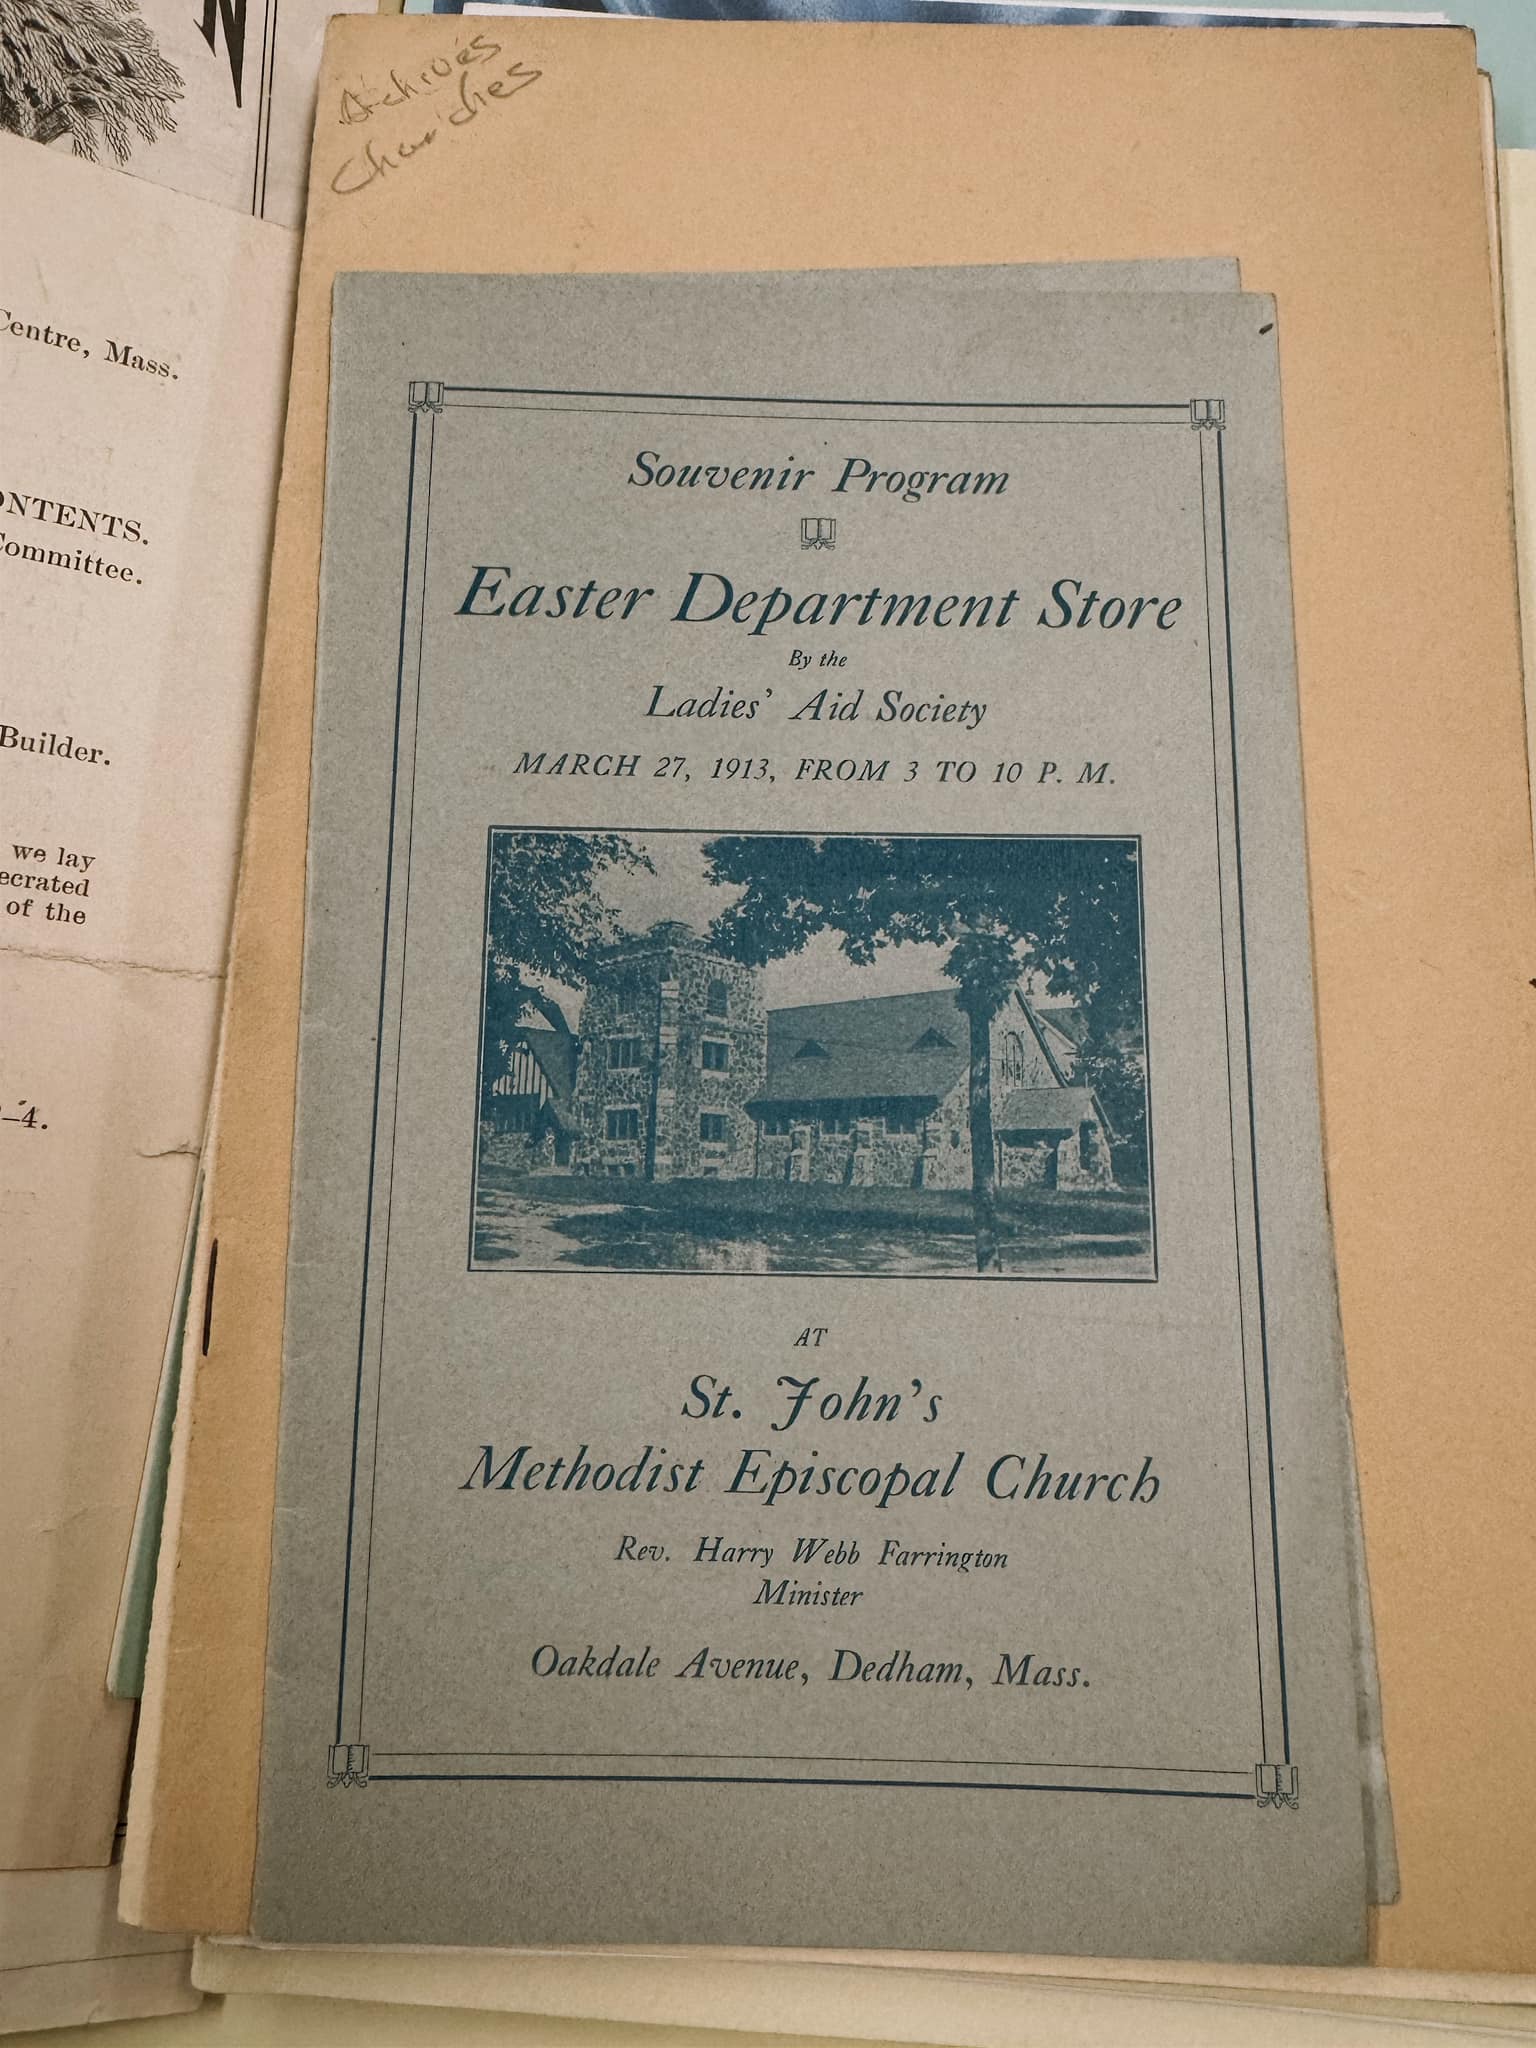 Archives
Churches
Centre, Mass.
ONTENTS.
Committee.
Builder.
we lay
ecrated
of the
–4.
Souvenir Program
Easter Department Store
By the
Ladies' Aid Society
MARCH 27, 1913, FROM 3 TO 10 P. M.
AT
St. John's
Methodist Episcopal Church
Rev. Harry Webb Farrington
Minister
Oakdale Avenue, Dedham, Mass.